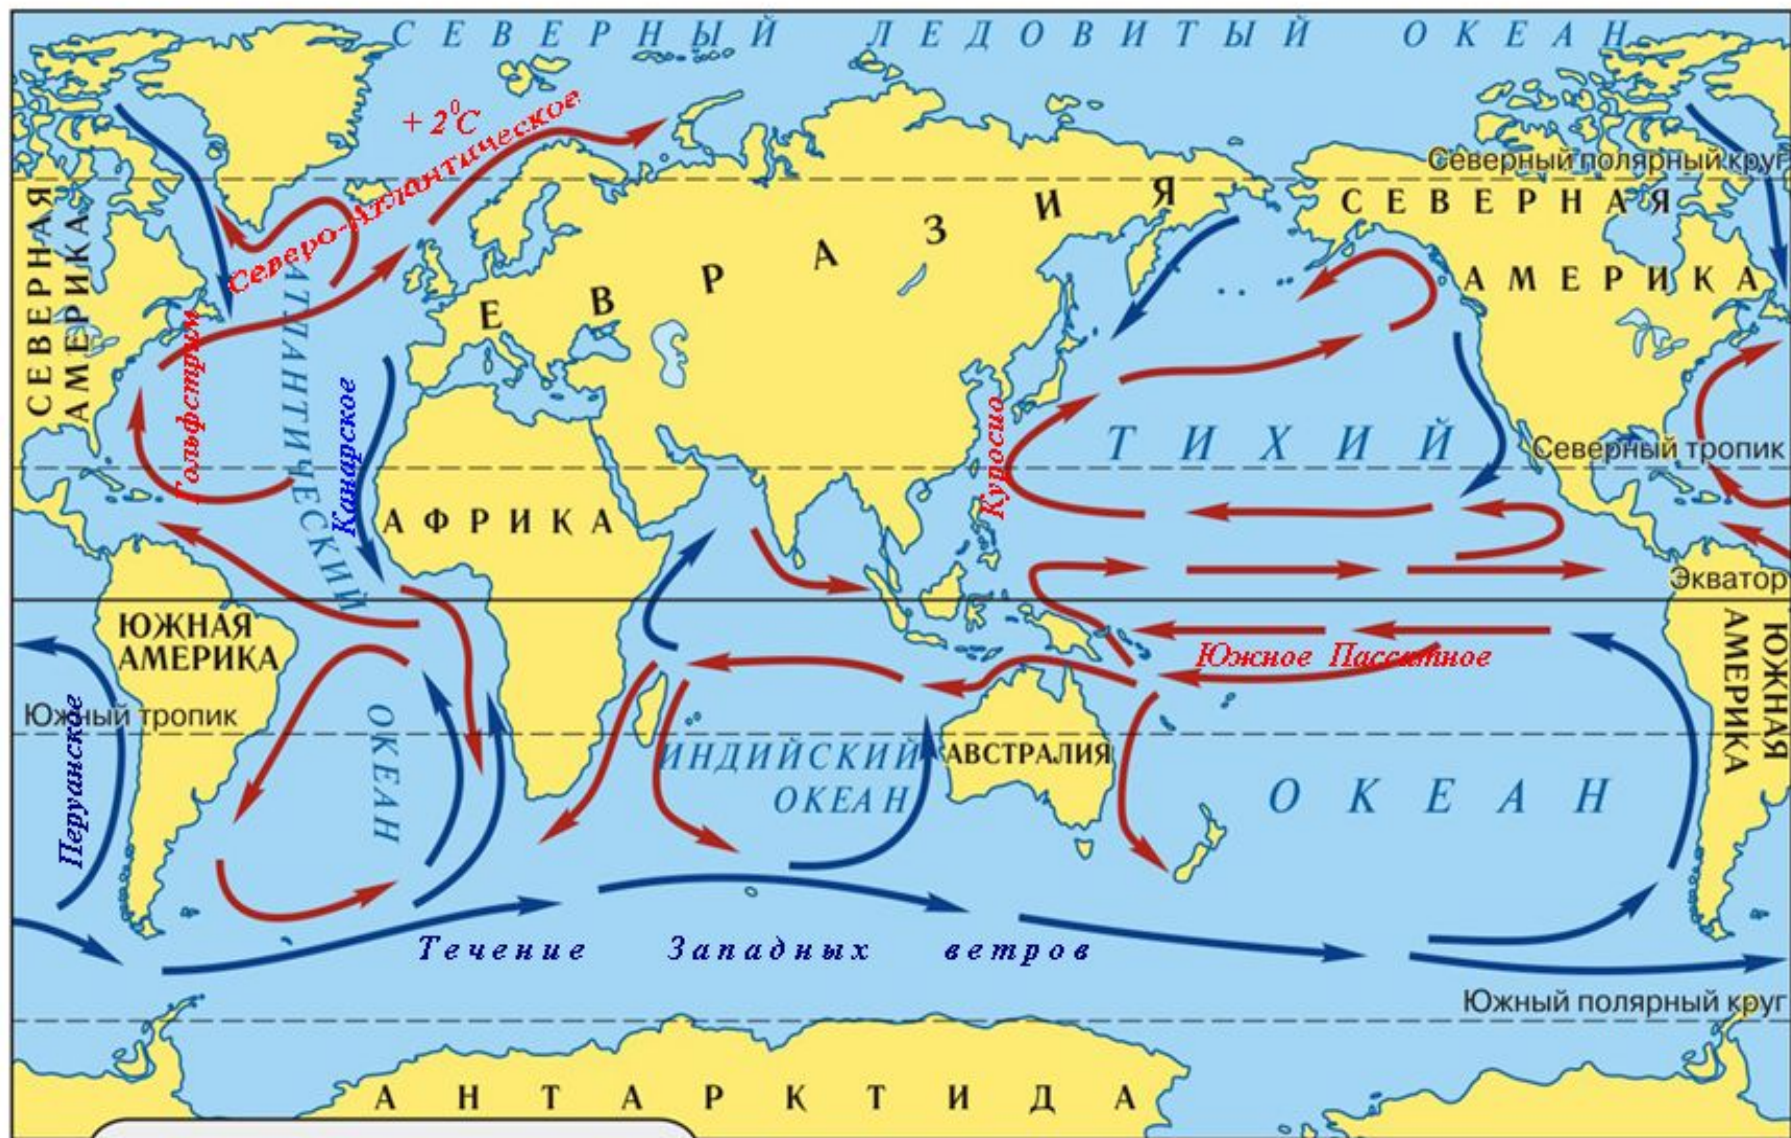 СЕВЕРНЫЙ ЛЕДОВИТЫЙ ОКЕАН
+ 2⁰С
Северо-Атлантическое
Северный полярный круг
СЕВЕРНАЯ
АМЕРИКА
ЕВРАЗИЯ
СЕВЕРНАЯ
АМЕРИКА
Гольфстрим
АТЛАНТИЧЕСКИЙ
Канарское
Куросио
ТИХИЙ
Северный тропик
АФРИКА
Экватор
ЮЖНАЯ
АМЕРИКА
Южное Пассатное
ЮЖНАЯ
АМЕРИКА
Южный тропик
Перуанское
ОКЕАН
ИНДИЙСКИЙ
ОКЕАН
АВСТРАЛИЯ
ОКЕАН
Течение Западных ветров
Южный полярный круг
АНТАРКТИДА